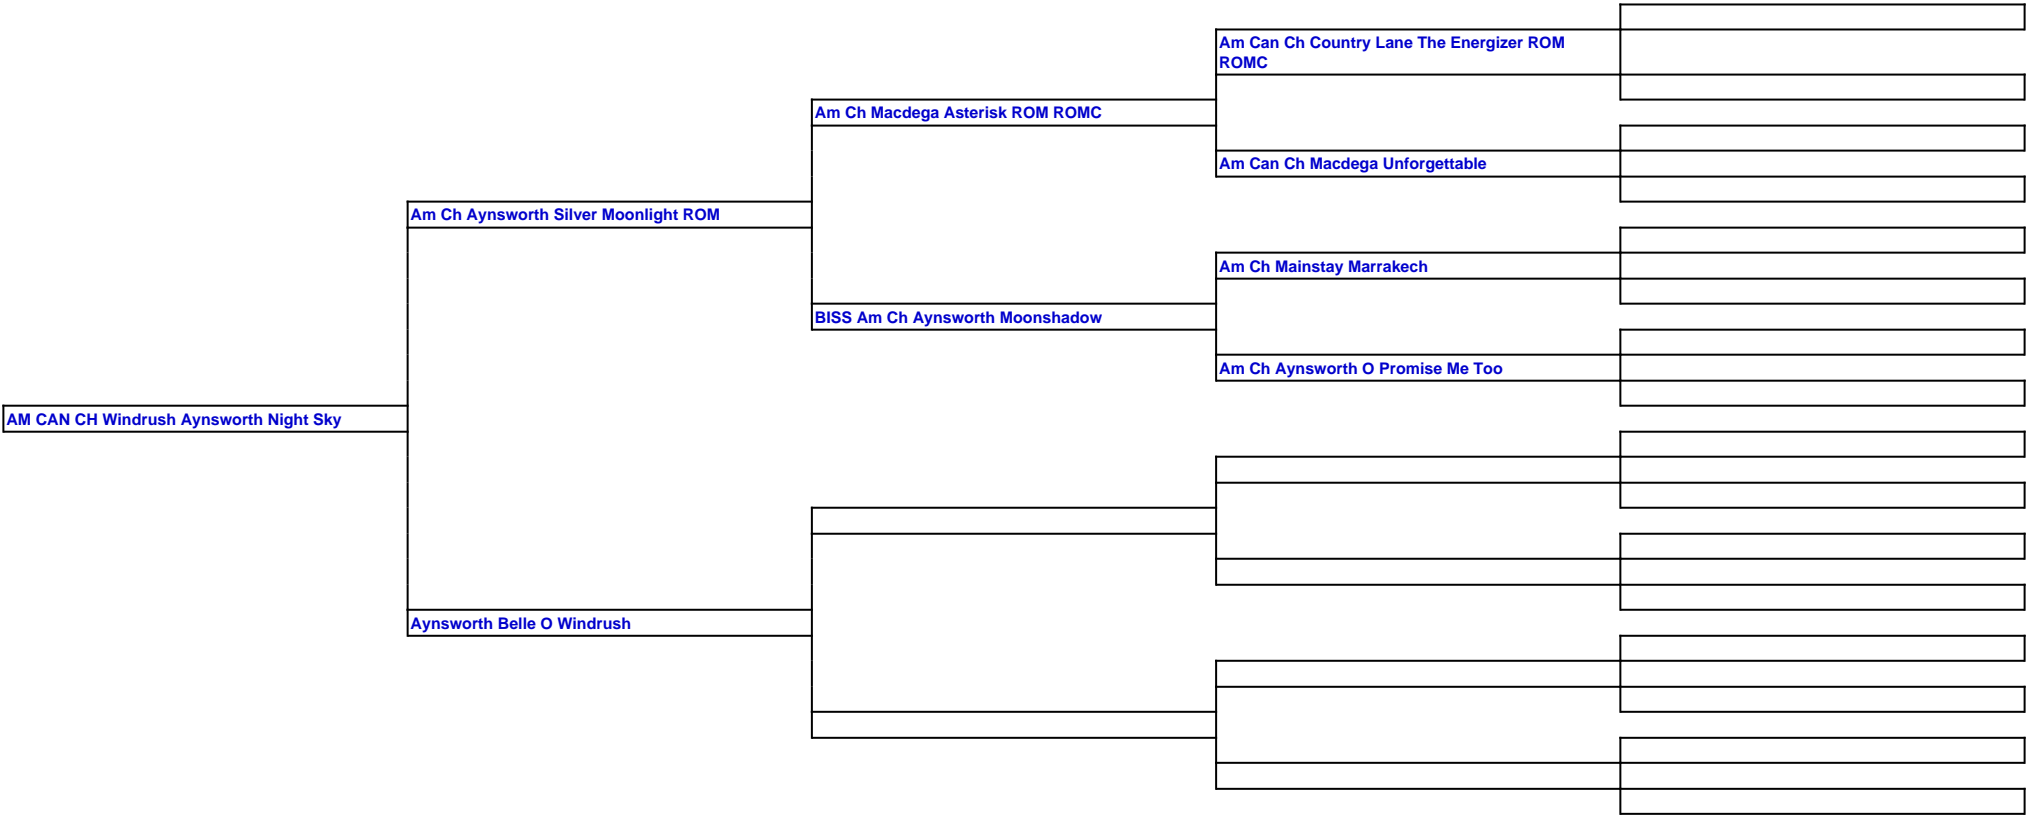 Am Can Ch Country Lane The Energizer ROM
ROMC
Am Ch Macdega Asterisk ROM ROMC
Am Can Ch Macdega Unforgettable
Am Ch Aynsworth Silver Moonlight ROM
Am Ch Mainstay Marrakech
BISS Am Ch Aynsworth Moonshadow
Am Ch Aynsworth O Promise Me Too
AM CAN CH Windrush Aynsworth Night Sky
Aynsworth Belle O Windrush